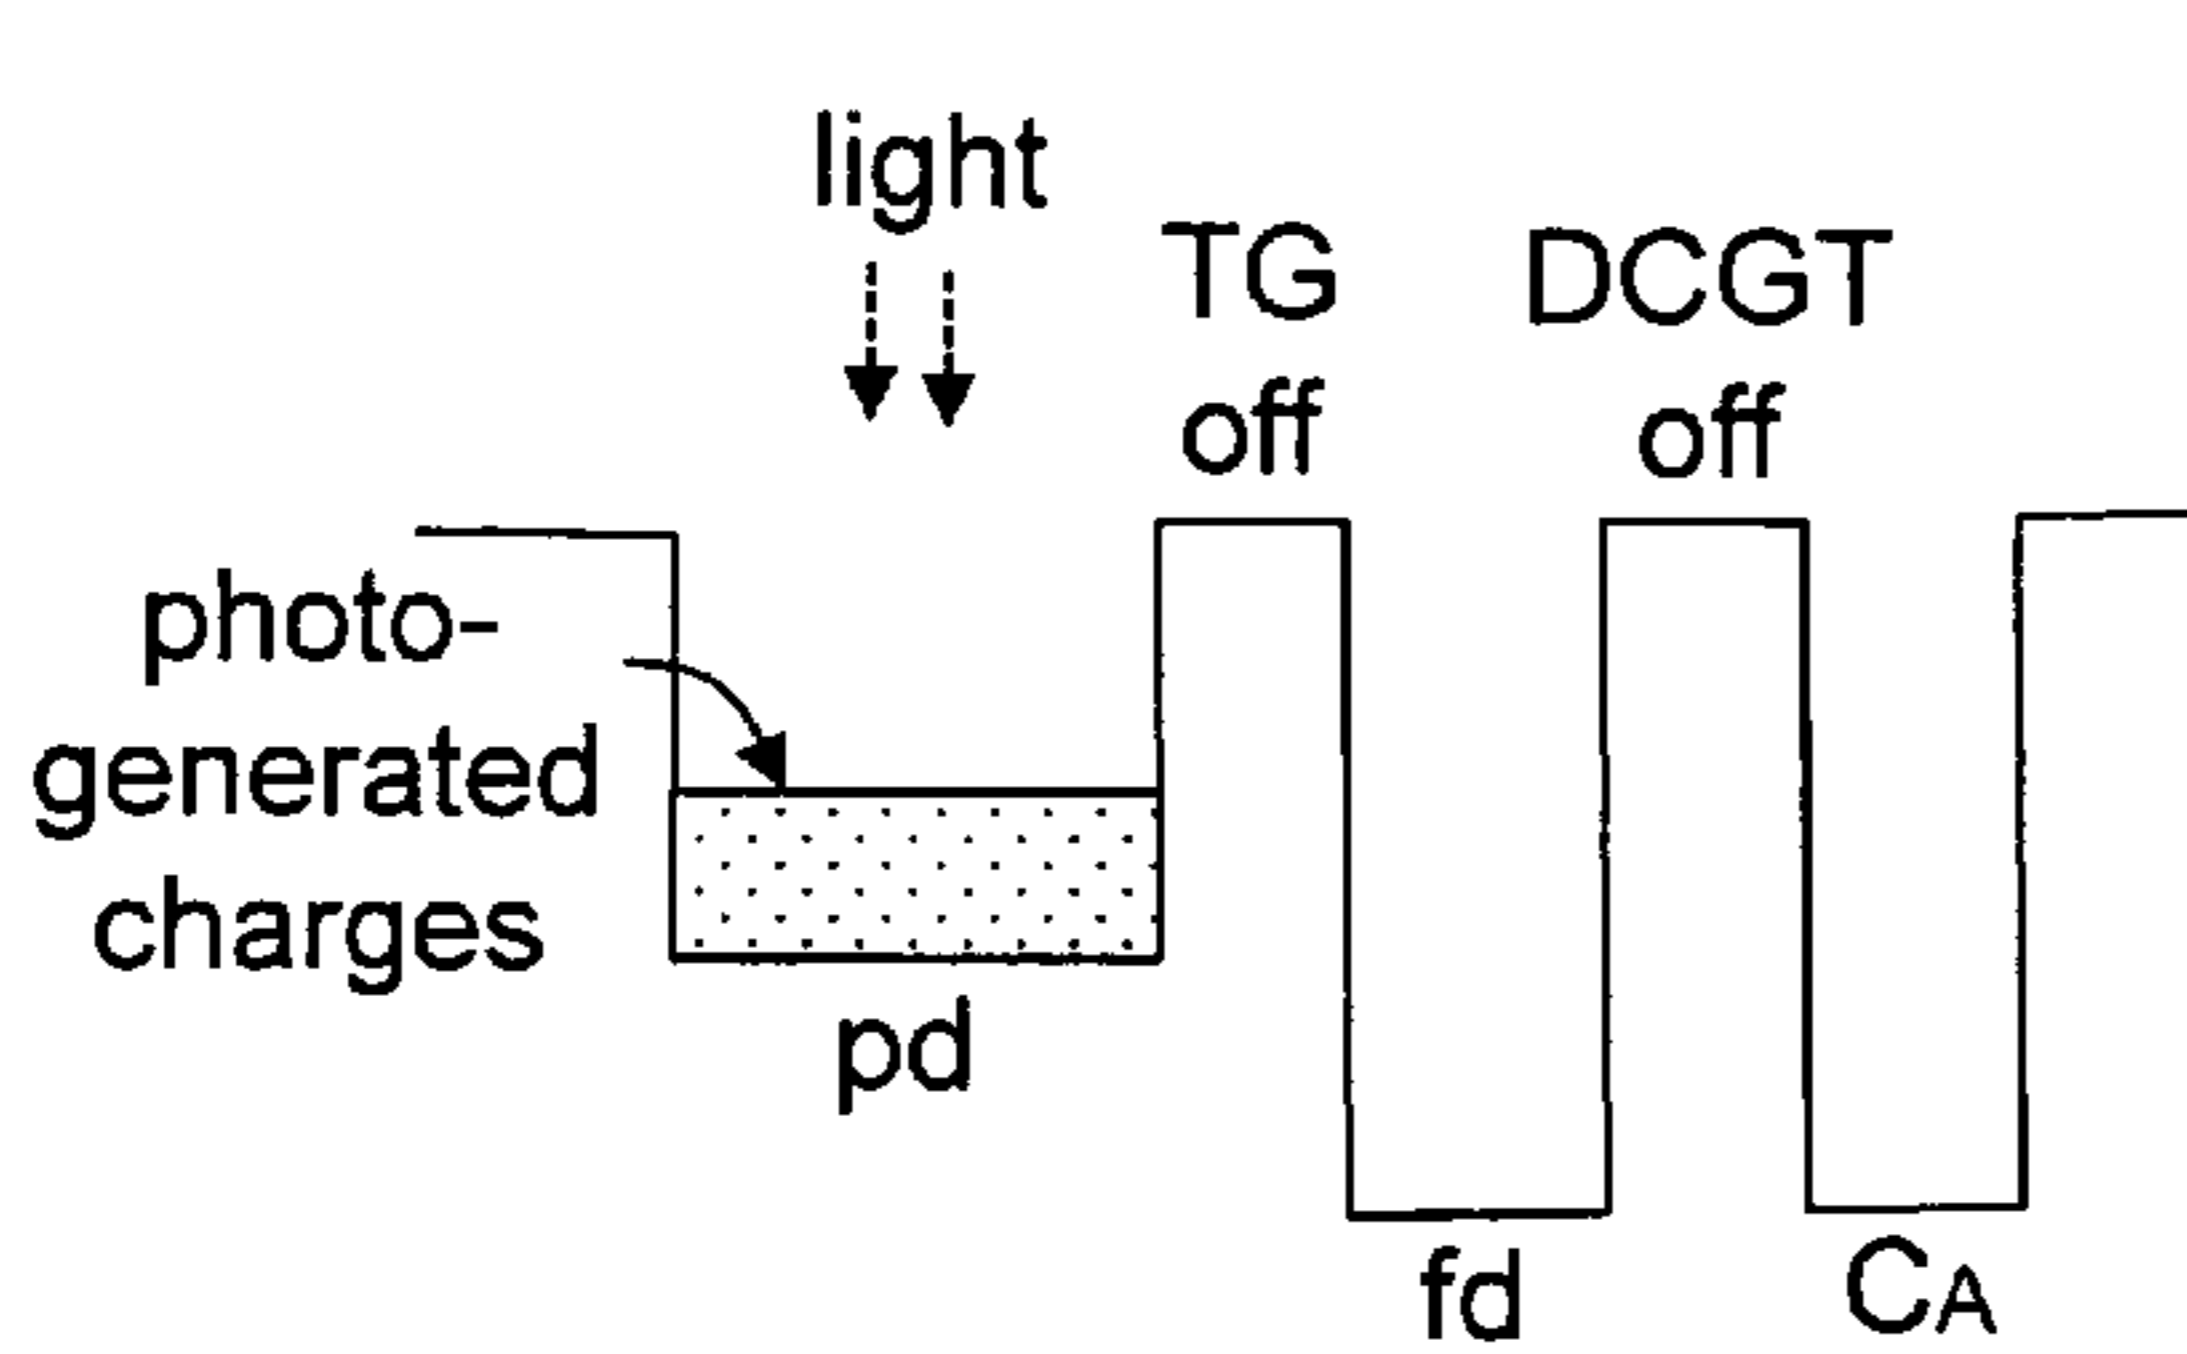 light
TG
off
DCGT
off
photo-
generated
charges
pd
fd
CA